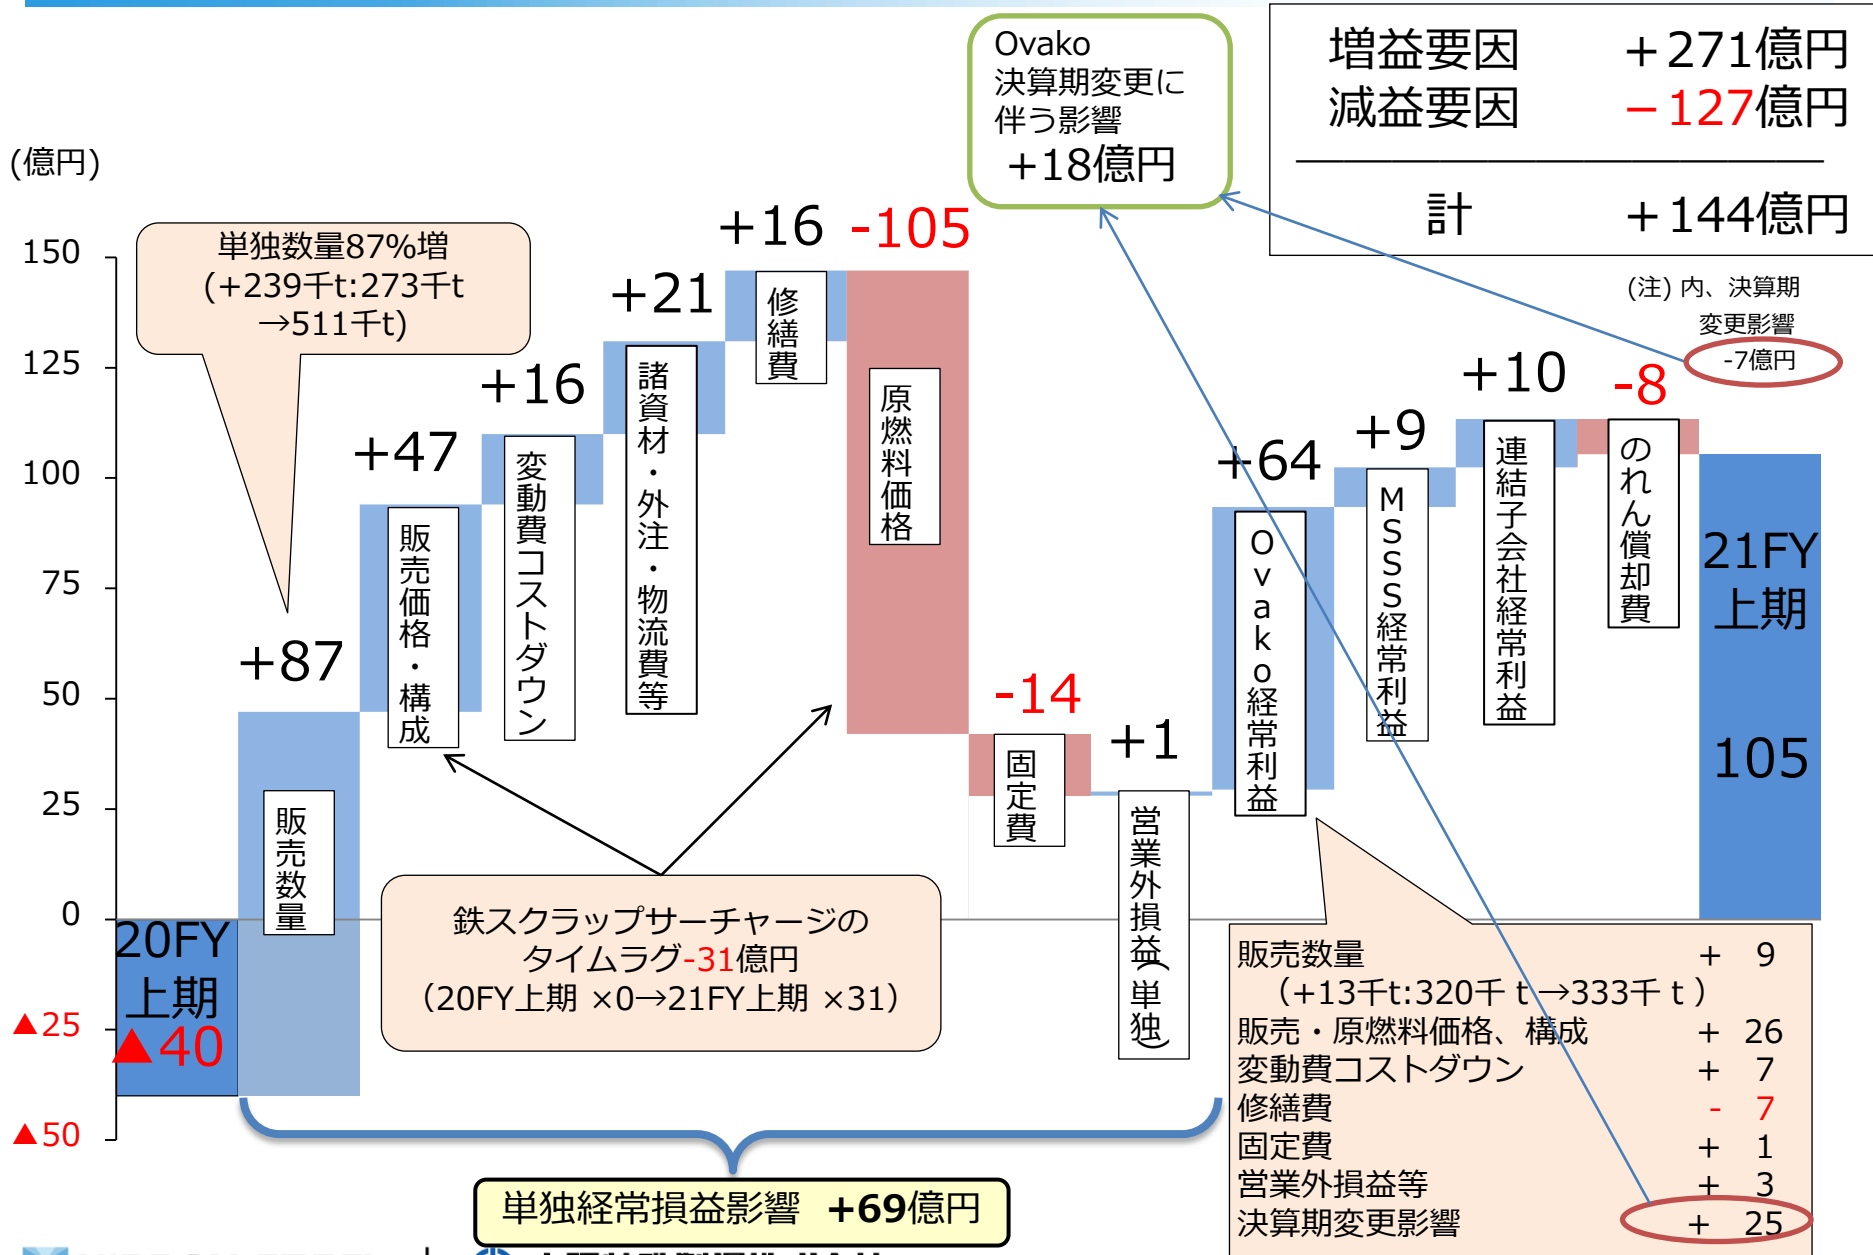 Ovako
決算期変更に
伴う影響
+18億円
増益要因 +271億円
減益要因 −127億円
計 +144億円
(注) 内、決算期
変更影響
-7億円
(億円)
150
125
100
75
50
25
0
▲25
▲50
単独数量87%増
(+239千t:273千t
→511千t)
20FY
上期
▲40
+87
販売数量
+47
販売価格・構成
+16
変動費コストダウン
+21
諸資材・外注・物流費等
+16
修繕費
-105
原燃料価格
-14
固定費
+1
営業外損益(単独)
+64
Ovako経常利益
+9
MSSS経常利益
+10
連結子会社経常利益
-8
のれん償却費
21FY
上期
105
鉄スクラップサーチャージの
タイムラグ-31億円
（20FY上期 ×0→21FY上期 ×31）
単独経常損益影響 +69億円
販売数量 + 9
（+13千t:320千ｔ→333千ｔ）
販売・原燃料価格、構成 + 26
変動費コストダウン + 7
修繕費 - 7
固定費 + 1
営業外損益等 + 3
決算期変更影響 + 25